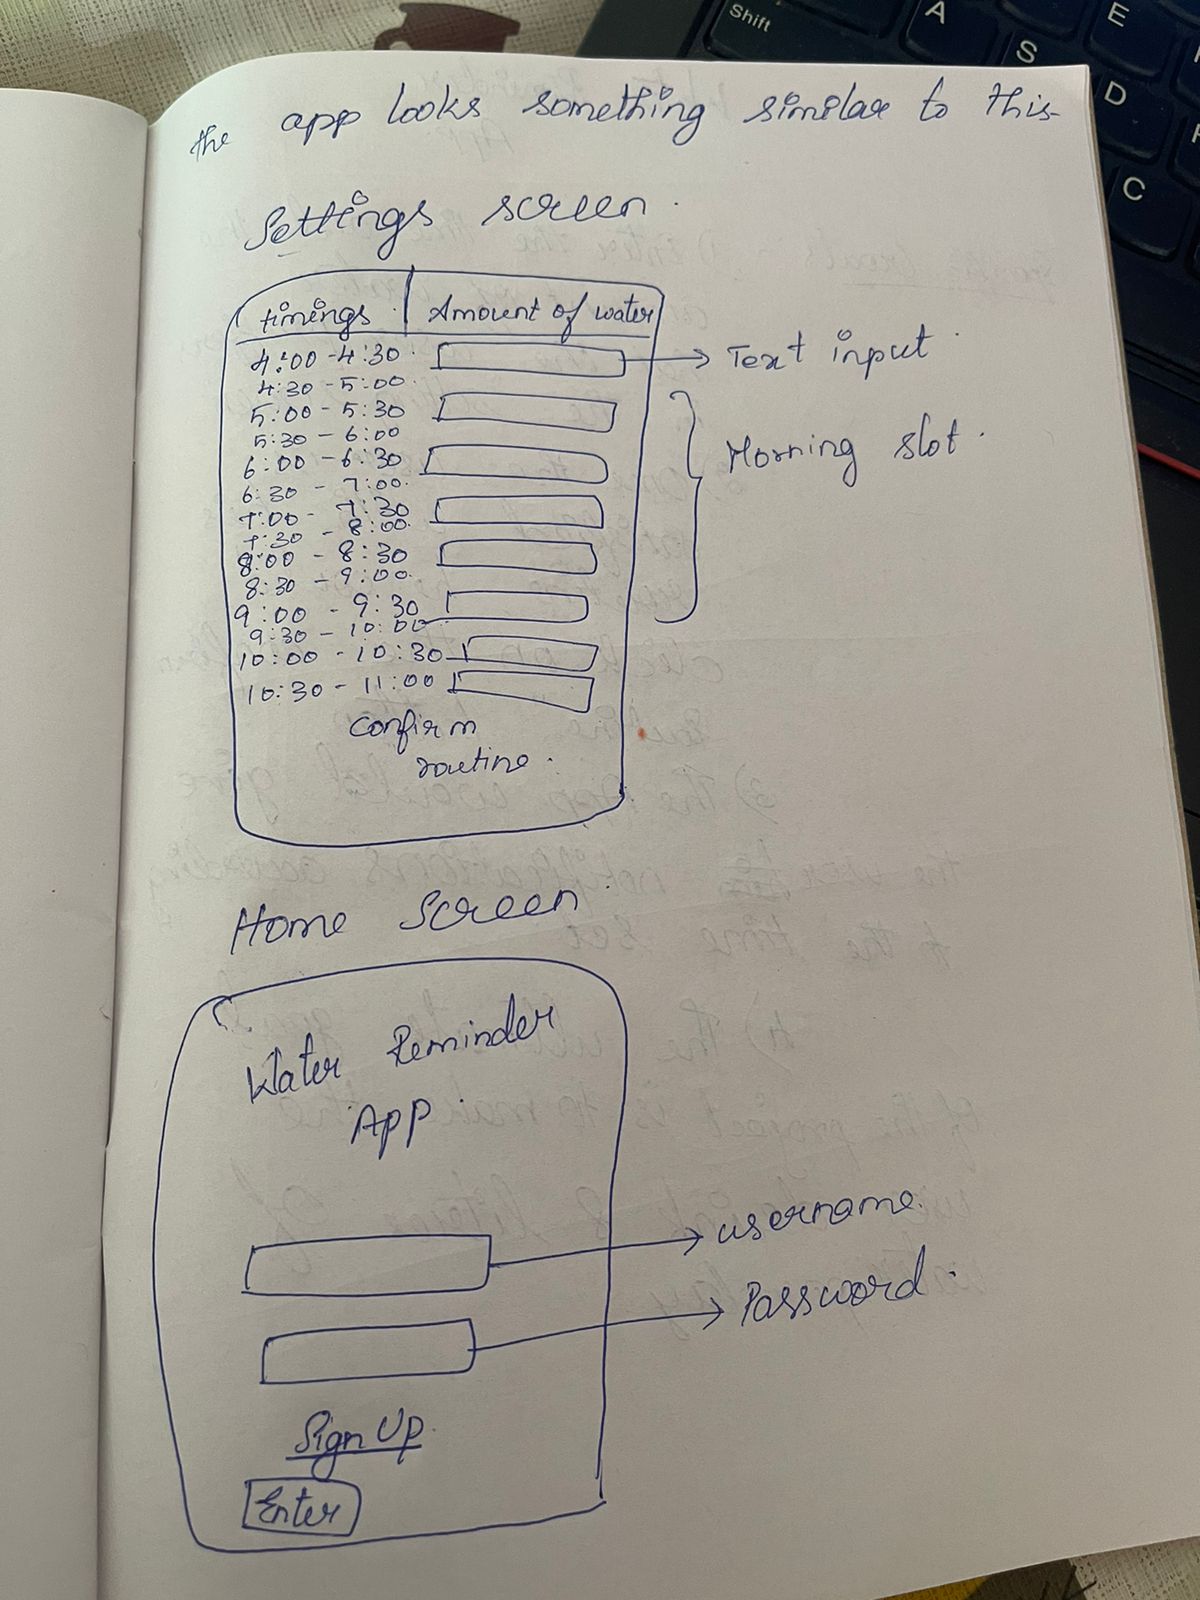 the app looks something similar to this-
Settings screen.
timings | Amount of water
4:00 - 4:30 → Text input.
4:30 - 5:00.
5:00 - 5:30
5:30 - 6:00
6:00 - 6:30 Morning slot.
6:30 - 7:00.
7:00 - 7:30
7:30 - 8:00.
8:00 - 8:30
8:30 - 9:00.
9:00 - 9:30
9:30 - 10:00
10:00 - 10:30
10:30 - 11:00
Confirm
routine.
Home Screen
Water Reminder
App.
→ username.
→ Password.
Sign Up
Enter
Shift
A
S
D
E
C